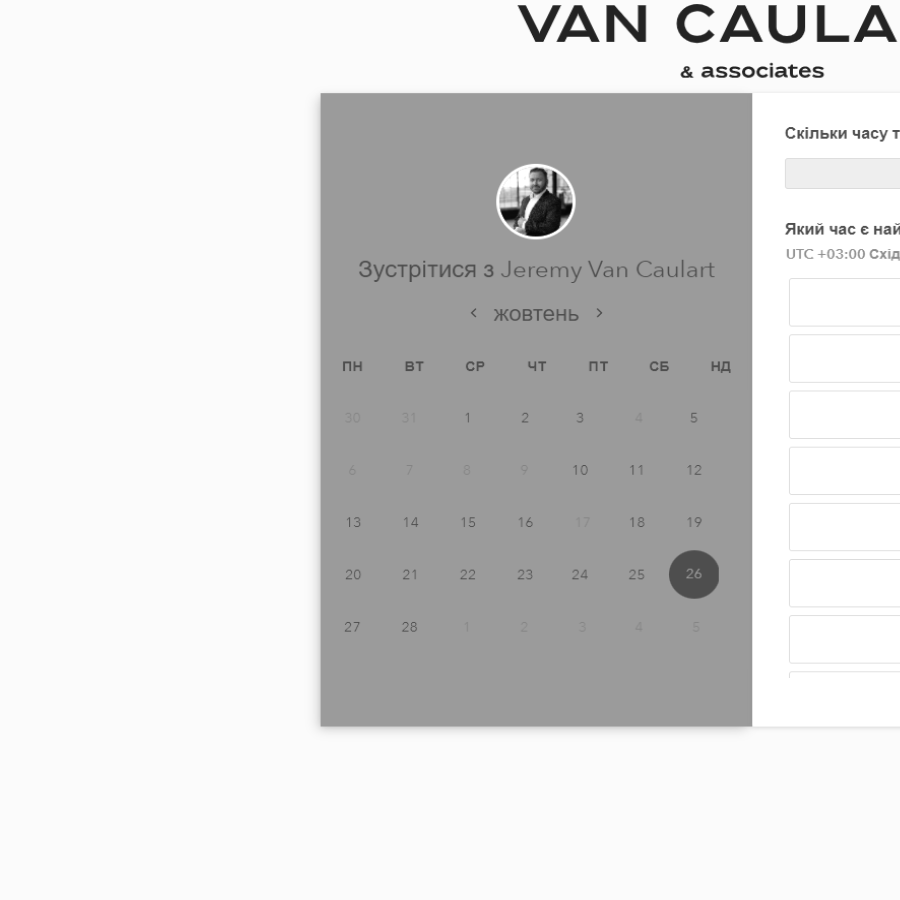 VAN CAULA
& associates
Зустрітися з Jeremy Van Caulart
жовтень
ПН ВТ СР ЧТ ПТ СБ НД
30 31 1 2 3 4 5
6 7 8 9 10 11 12
13 14 15 16 17 18 19
20 21 22 23 24 25 26
27 28 1 2 3 4 5
Скільки часу т
Який час є най
UTC +03:00 Схід